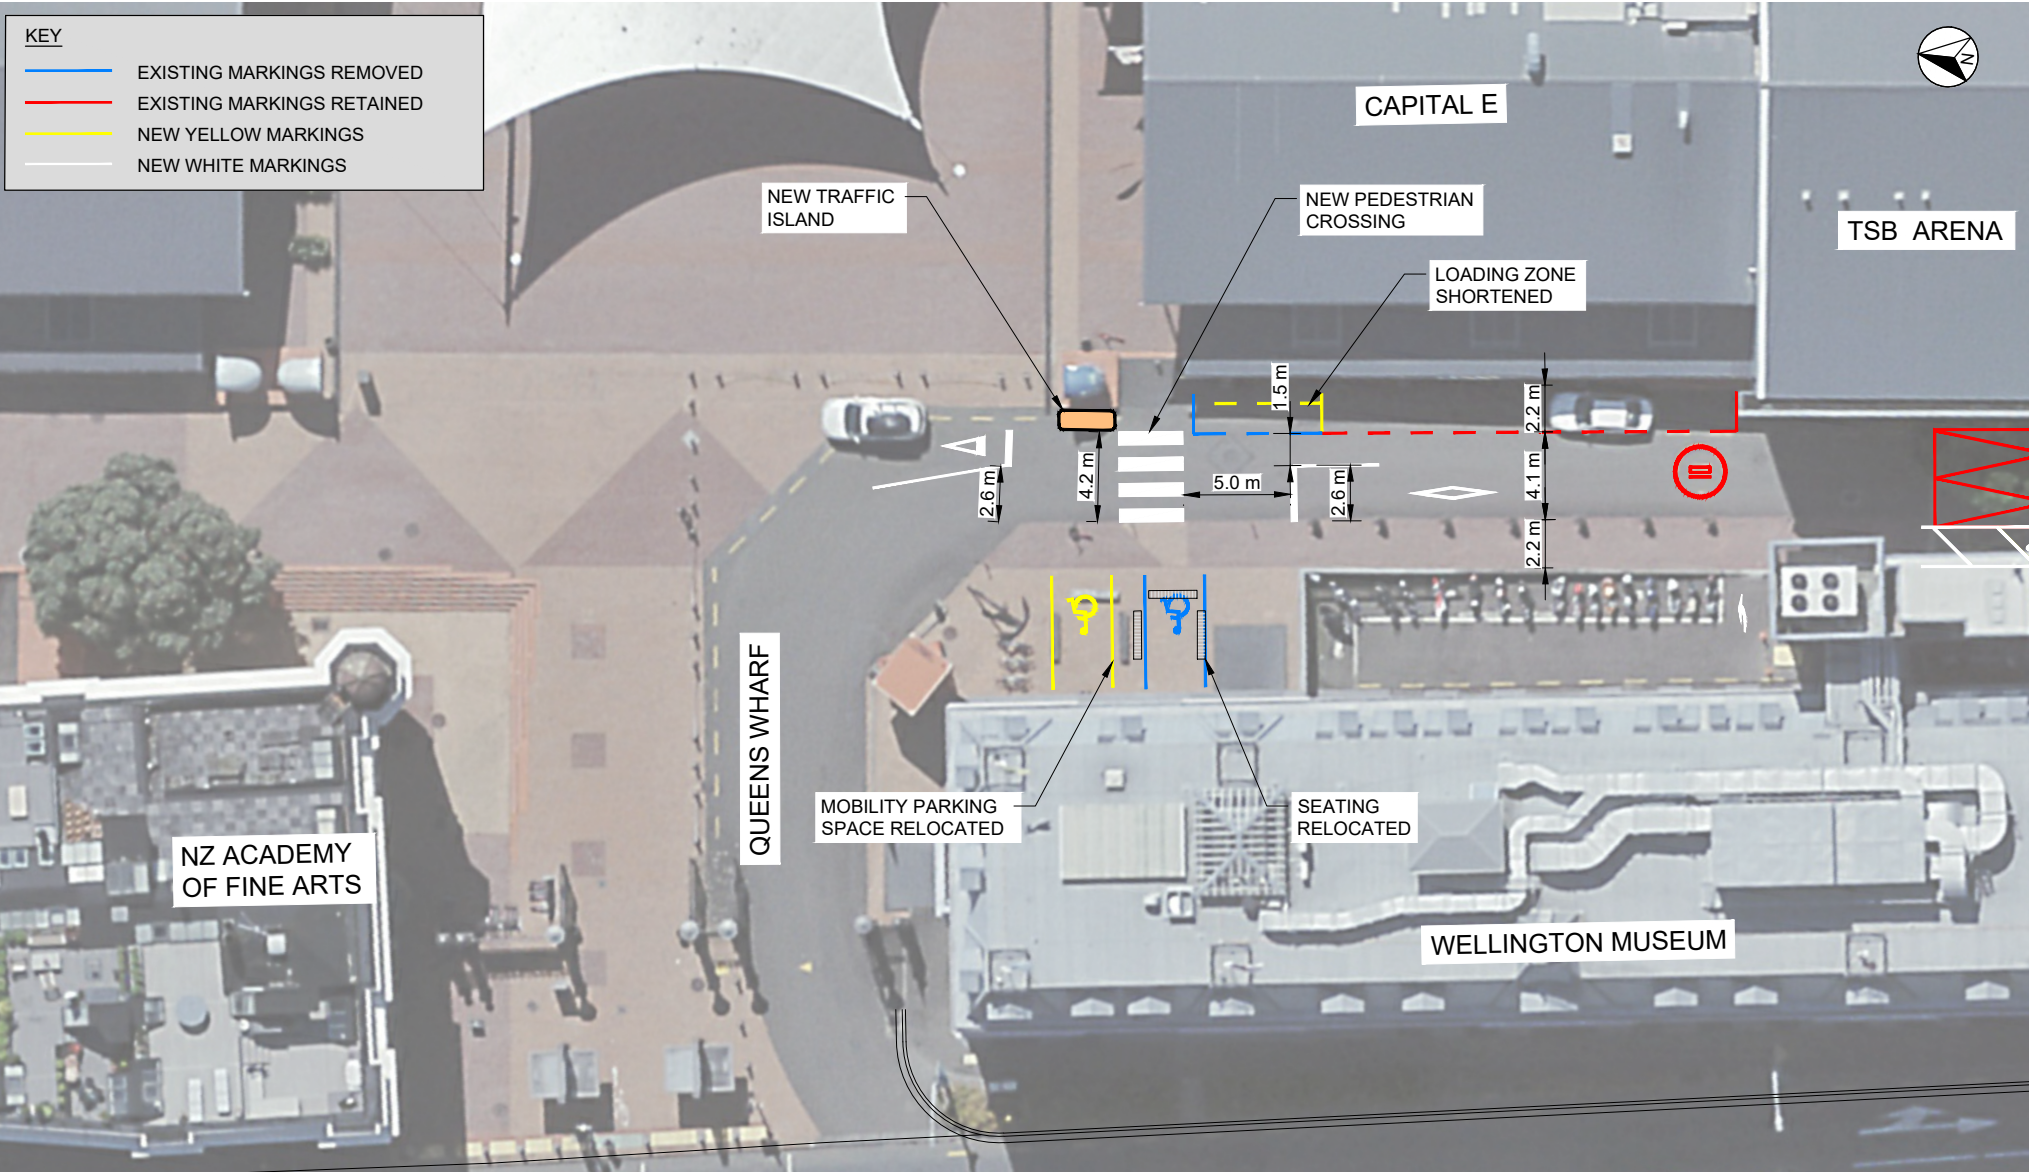 KEY
EXISTING MARKINGS REMOVED
EXISTING MARKINGS RETAINED
NEW YELLOW MARKINGS
NEW WHITE MARKINGS
N
CAPITAL E
TSB ARENA
NEW TRAFFIC
ISLAND
NEW PEDESTRIAN
CROSSING
LOADING ZONE
SHORTENED
1.5 m
2.2 m
2.6 m
4.2 m
5.0 m
2.6 m
4.1 m
2.2 m
QUEENS WHARF
MOBILITY PARKING
SPACE RELOCATED
SEATING
RELOCATED
NZ ACADEMY
OF FINE ARTS
WELLINGTON MUSEUM